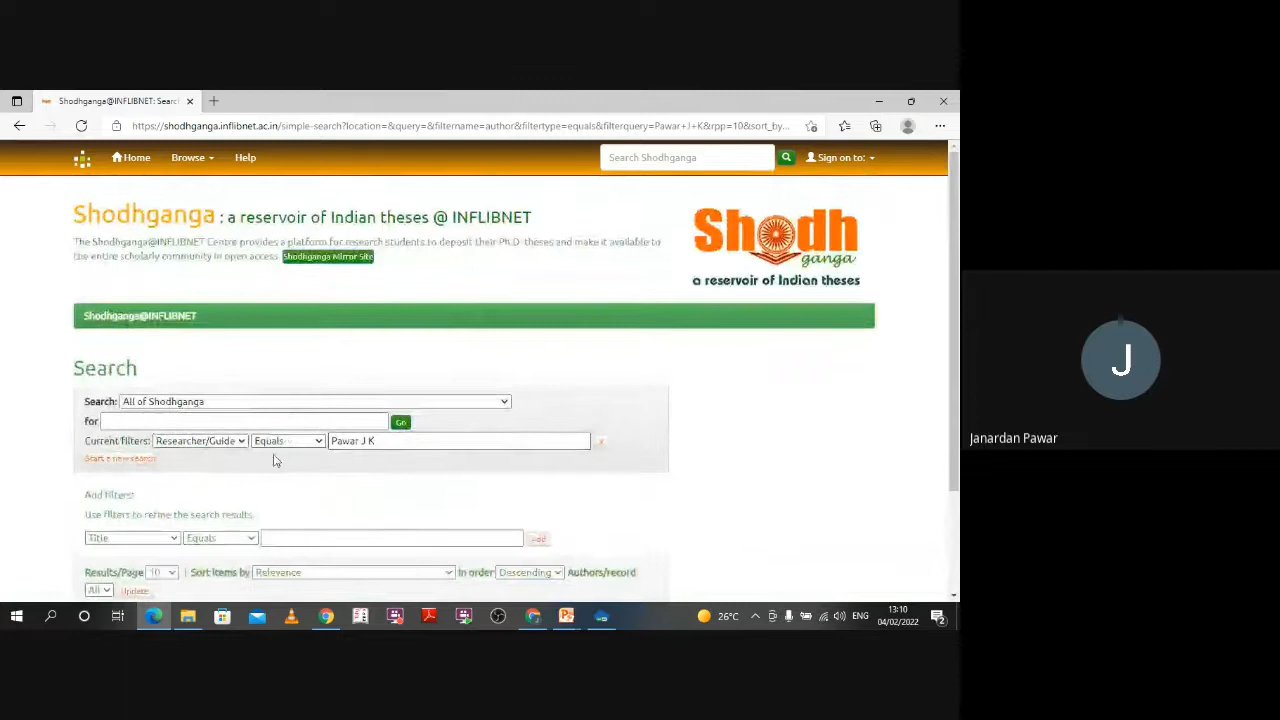 Shodhganga@INFLIBNET: Search
https://shodhganga.inflibnet.ac.in/simple-search?location=&query=&filtername=author&filtertype=equals&filterquery=Pawar+J+K&rpp=10&sort_by...
Home Browse Help Search Shodhganga Sign on to:
Shodhganga : a reservoir of Indian theses @ INFLIBNET
The Shodhganga@INFLIBNET Centre provides a platform for research students to deposit their Ph.D. theses and make it available to
the entire scholarly community in open access. Shodhganga Mirror Site
Shodh
ganga
a reservoir of Indian theses
Shodhganga@INFLIBNET
Search
Search: All of Shodhganga
for Go
Current filters: Researcher/Guide Equals Pawar J K x
Start a new search
Add filters:
Use filters to refine the search results.
Title Equals Add
Results/Page 10 | Sort items by Relevance In order Descending Authors/record
All Update
26°C ENG 13:10
04/02/2022 2
J
Janardan Pawar